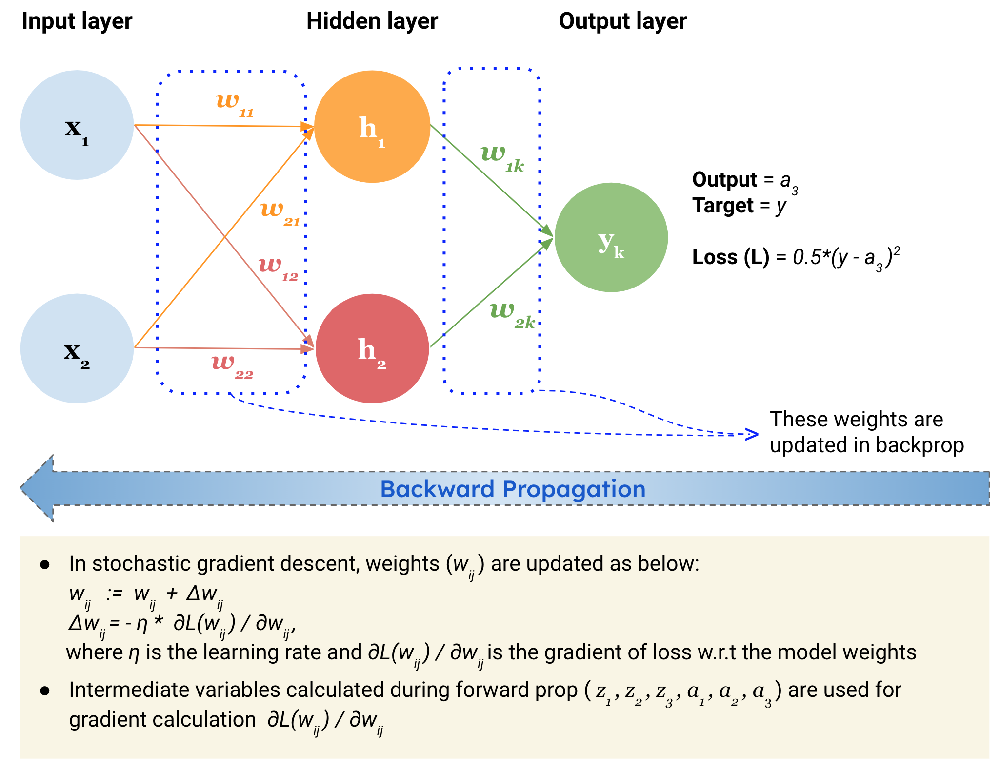 Input layer
Hidden layer
Output layer
x1
w11
h1
w1k
w21
Output = a3
Target = y
yk
Loss (L) = 0.5*(y - a3)2
w12
w2k
x2
h2
w22
These weights are
updated in backprop
Backward Propagation
● In stochastic gradient descent, weights (wij) are updated as below:
wij := wij + Δwij
Δwij = - η * ∂L(wij) / ∂wij,
where η is the learning rate and ∂L(wij) / ∂wij is the gradient of loss w.r.t the model weights
● Intermediate variables calculated during forward prop ( z1, z2, z3, a1, a2, a3 ) are used for
gradient calculation ∂L(wij) / ∂wij